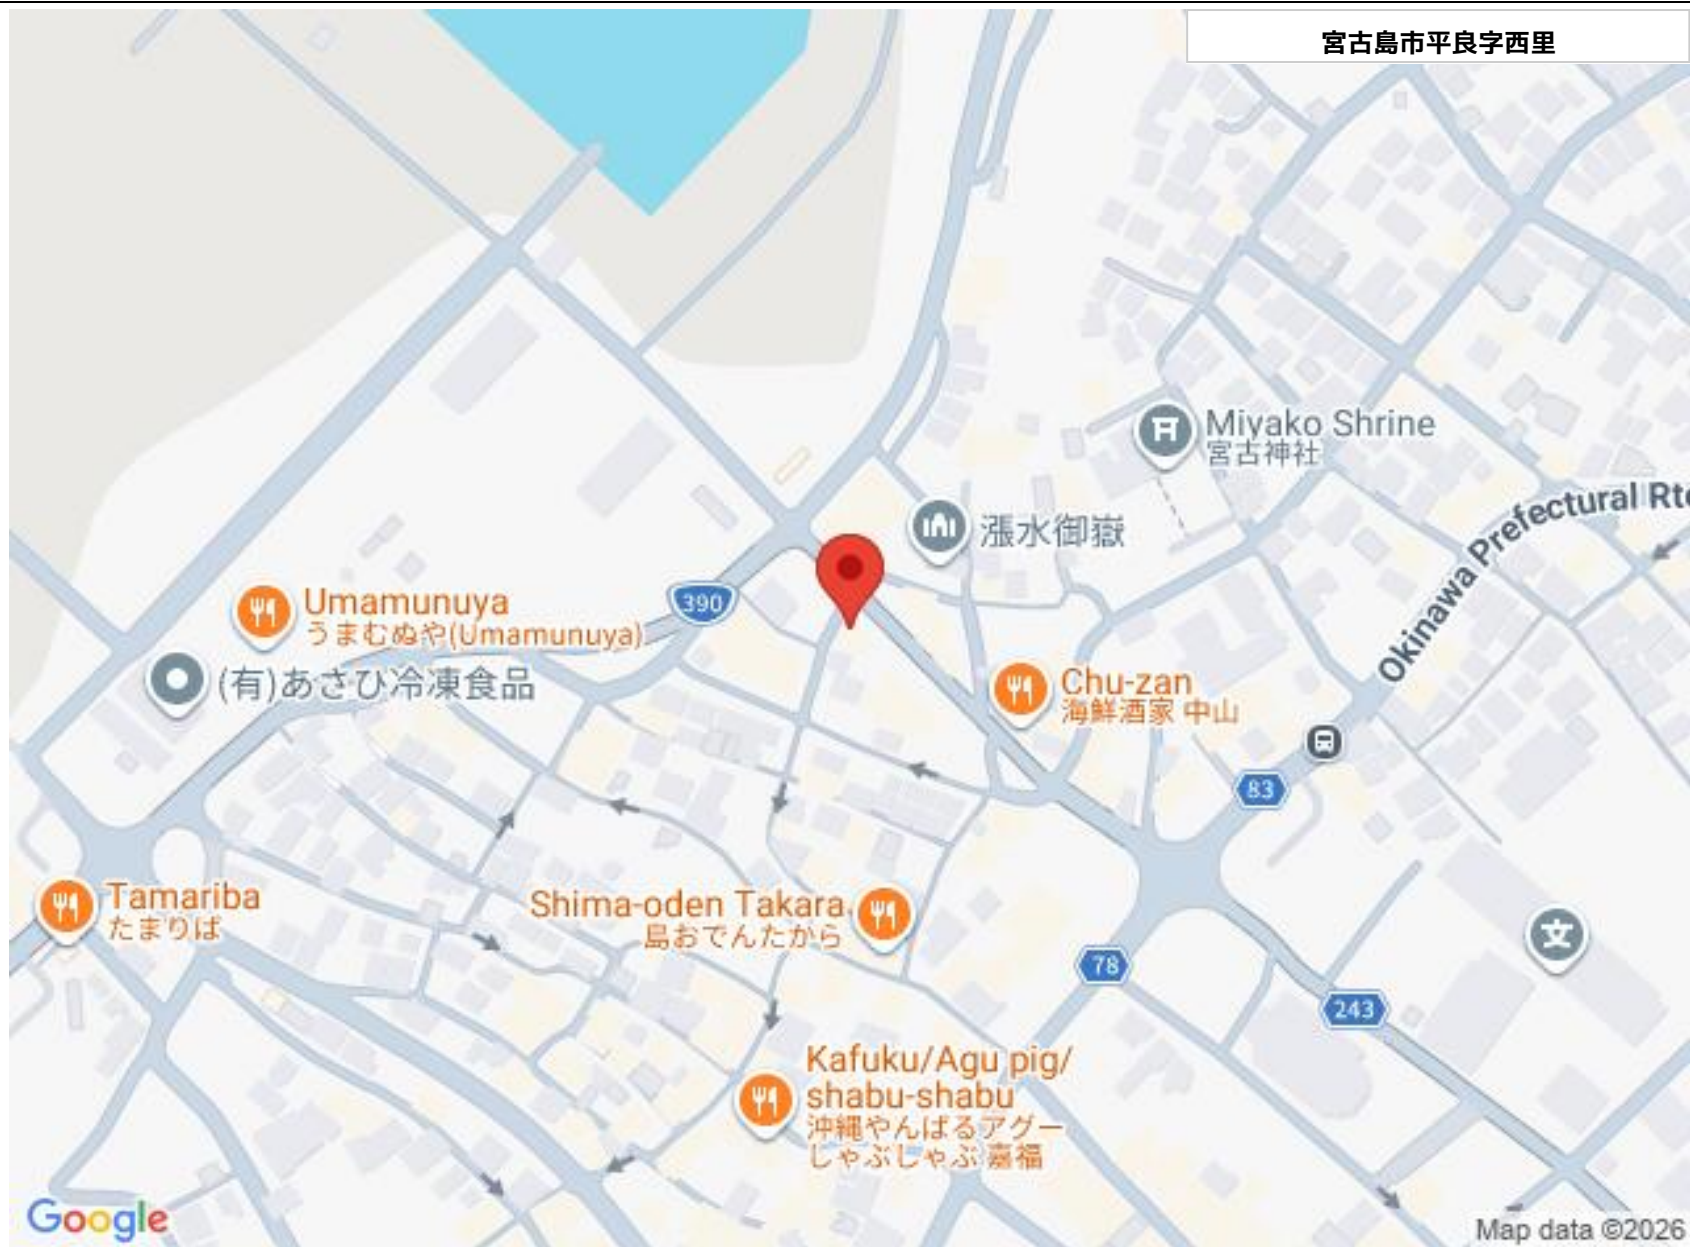 宮古島市平良字西里
Miyako Shrine
宮古神社
Okinawa Prefectural Rte
漲水御嶽
390
Umamunuya
うまむぬや(Umamunuya)
(有)あさひ冷凍食品
Chu-zan
海鮮酒家 中山
83
Tamariba
たまりば
Shima-oden Takara
島おでんたから
文
78
243
Kafuku/Agu pig/
shabu-shabu
沖縄やんばるアグー
しゃぶしゃぶ 嘉福
Google
Map data ©2026